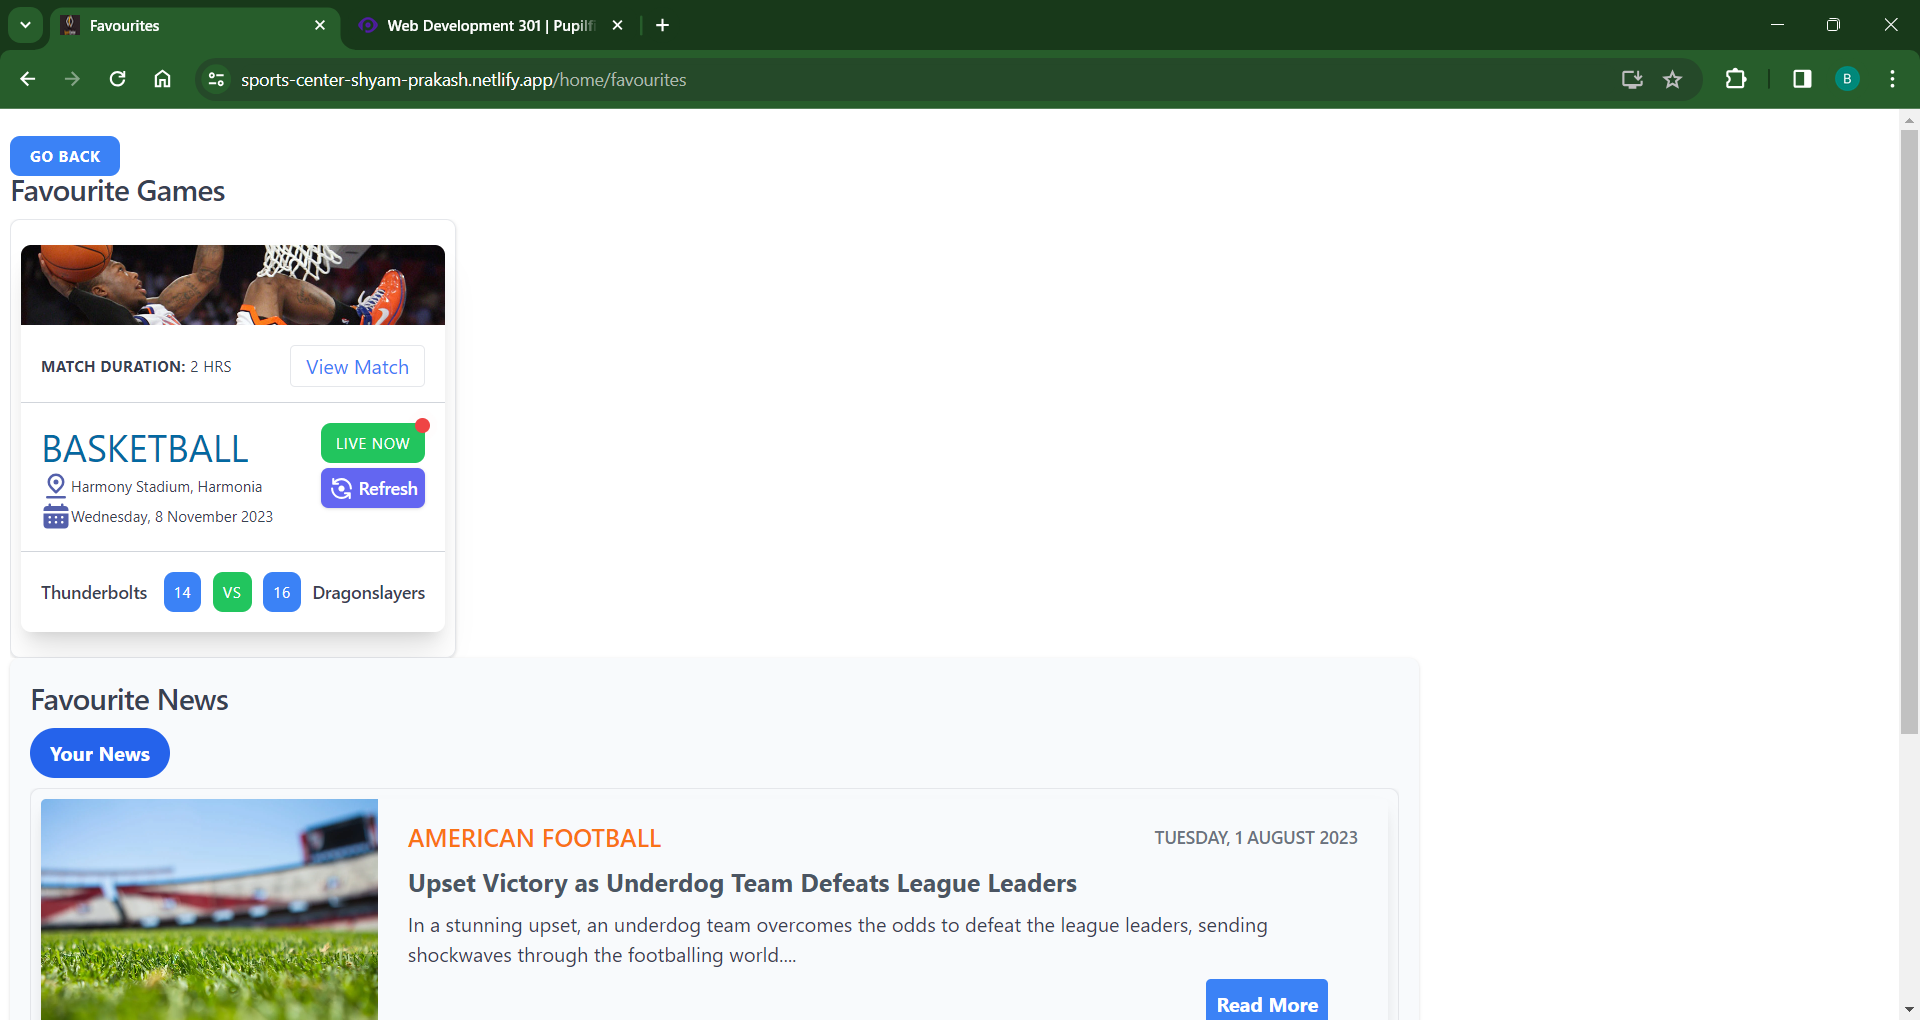 Favourites
Web Development 301 | Pupilfi
sports-center-shyam-prakash.netlify.app/home/favourites
B
GO BACK
Favourite Games
MATCH DURATION: 2 HRS
View Match
BASKETBALL
LIVE NOW
Harmony Stadium, Harmonia
Refresh
Wednesday, 8 November 2023
Thunderbolts 14 VS 16 Dragonslayers
Favourite News
Your News
AMERICAN FOOTBALL
TUESDAY, 1 AUGUST 2023
Upset Victory as Underdog Team Defeats League Leaders
In a stunning upset, an underdog team overcomes the odds to defeat the league leaders, sending
shockwaves through the footballing world....
Read More